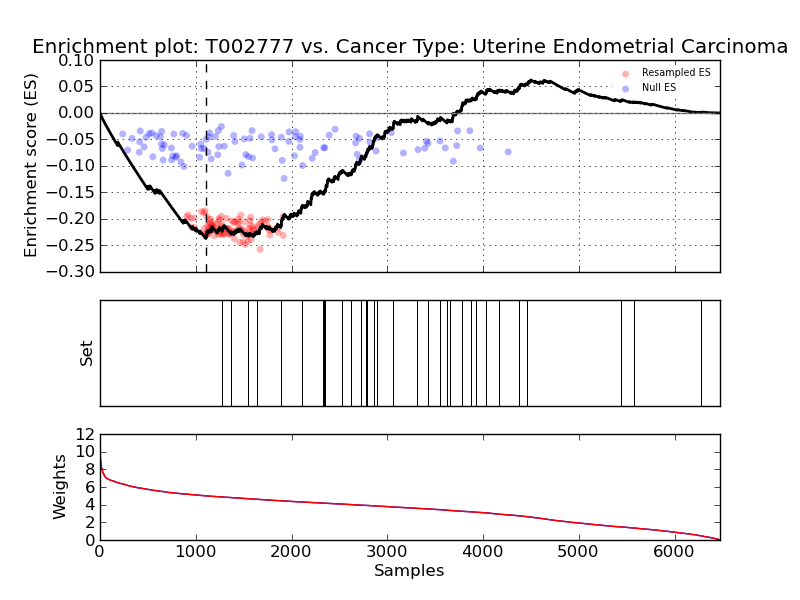 Enrichment plot: T002777 vs. Cancer Type: Uterine Endometrial Carcinoma
Enrichment score (ES)
0.10
0.05
0.00
−0.05
−0.10
−0.15
−0.20
−0.25
−0.30
Resampled ES
Null ES
Set
Weights
12
10
8
6
4
2
0
0 1000 2000 3000 4000 5000 6000
Samples